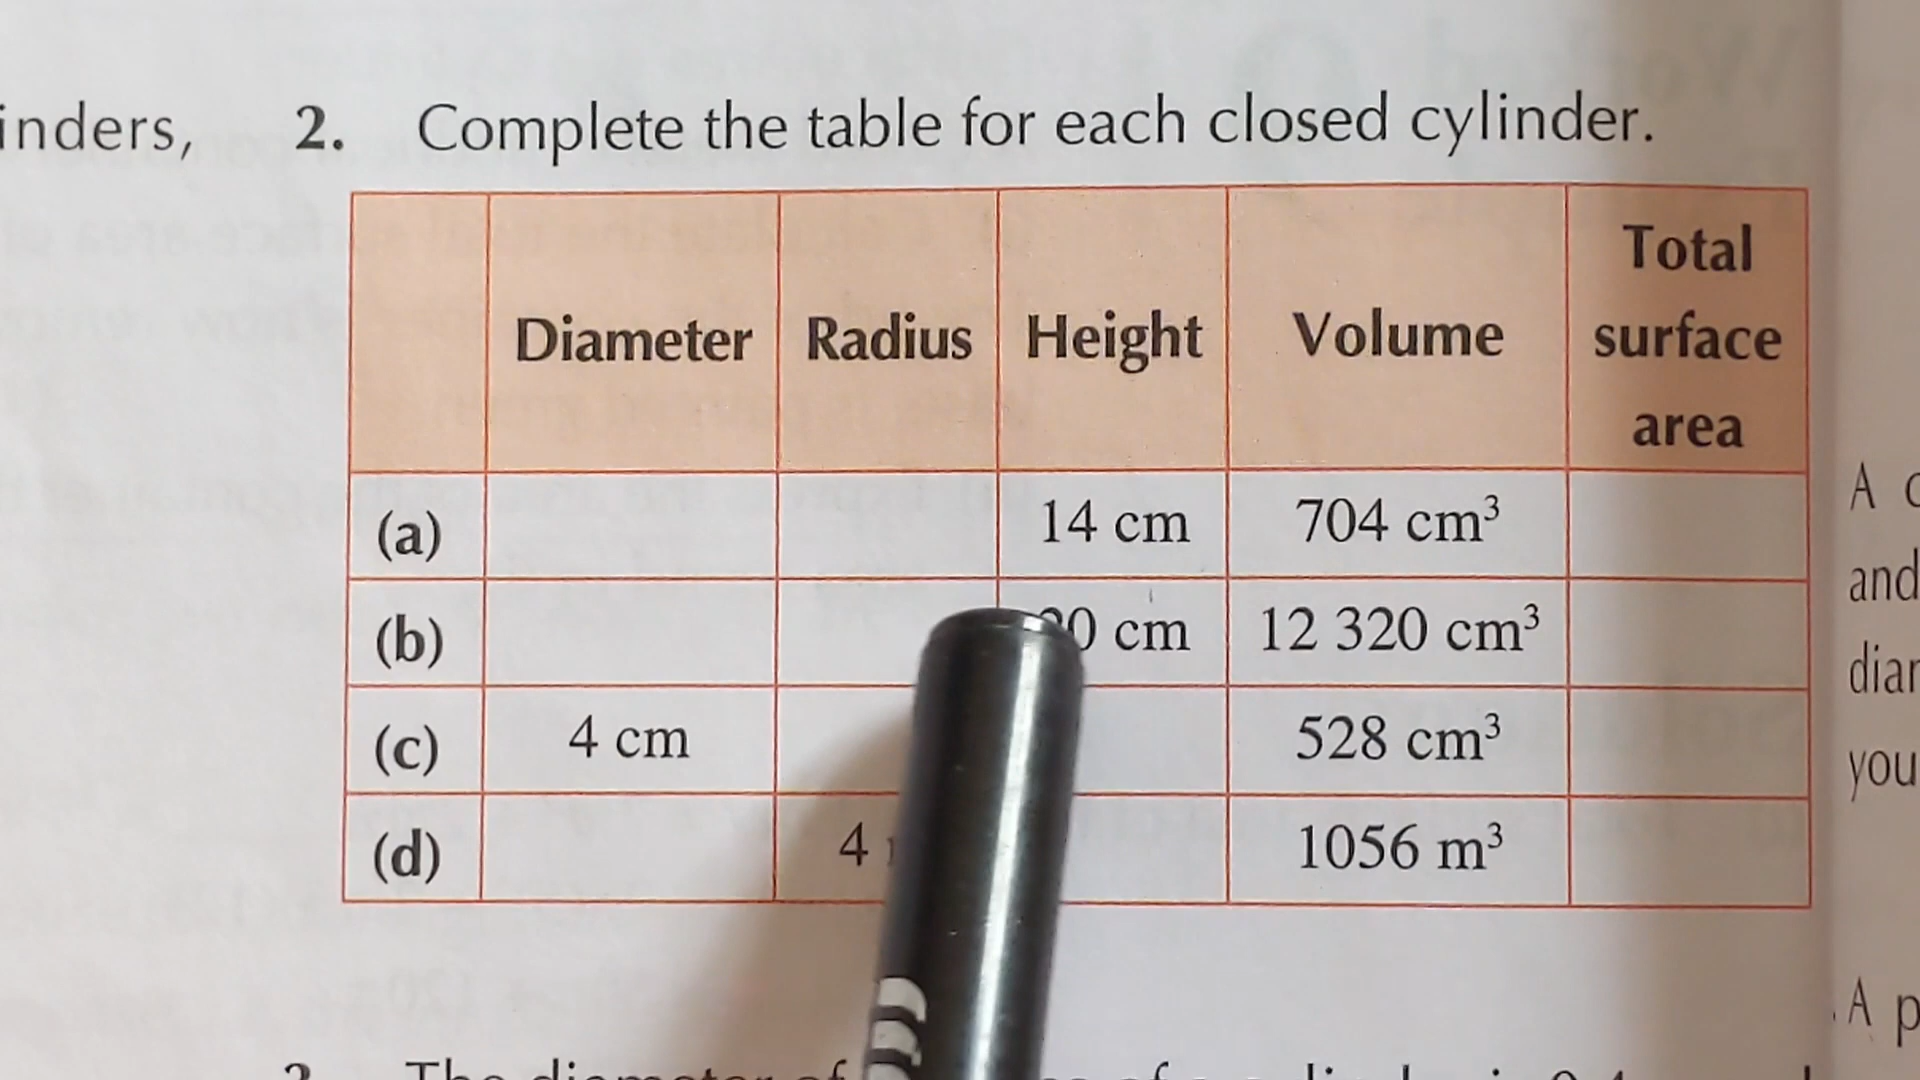 inders,
2. Complete the table for each closed cylinder.
Diameter Radius Height Volume Total surface area
(a) 14 cm 704 cm³
(b) 0 cm 12 320 cm³
(c) 4 cm 528 cm³
(d) 4 1056 m³
A
and
you
A p